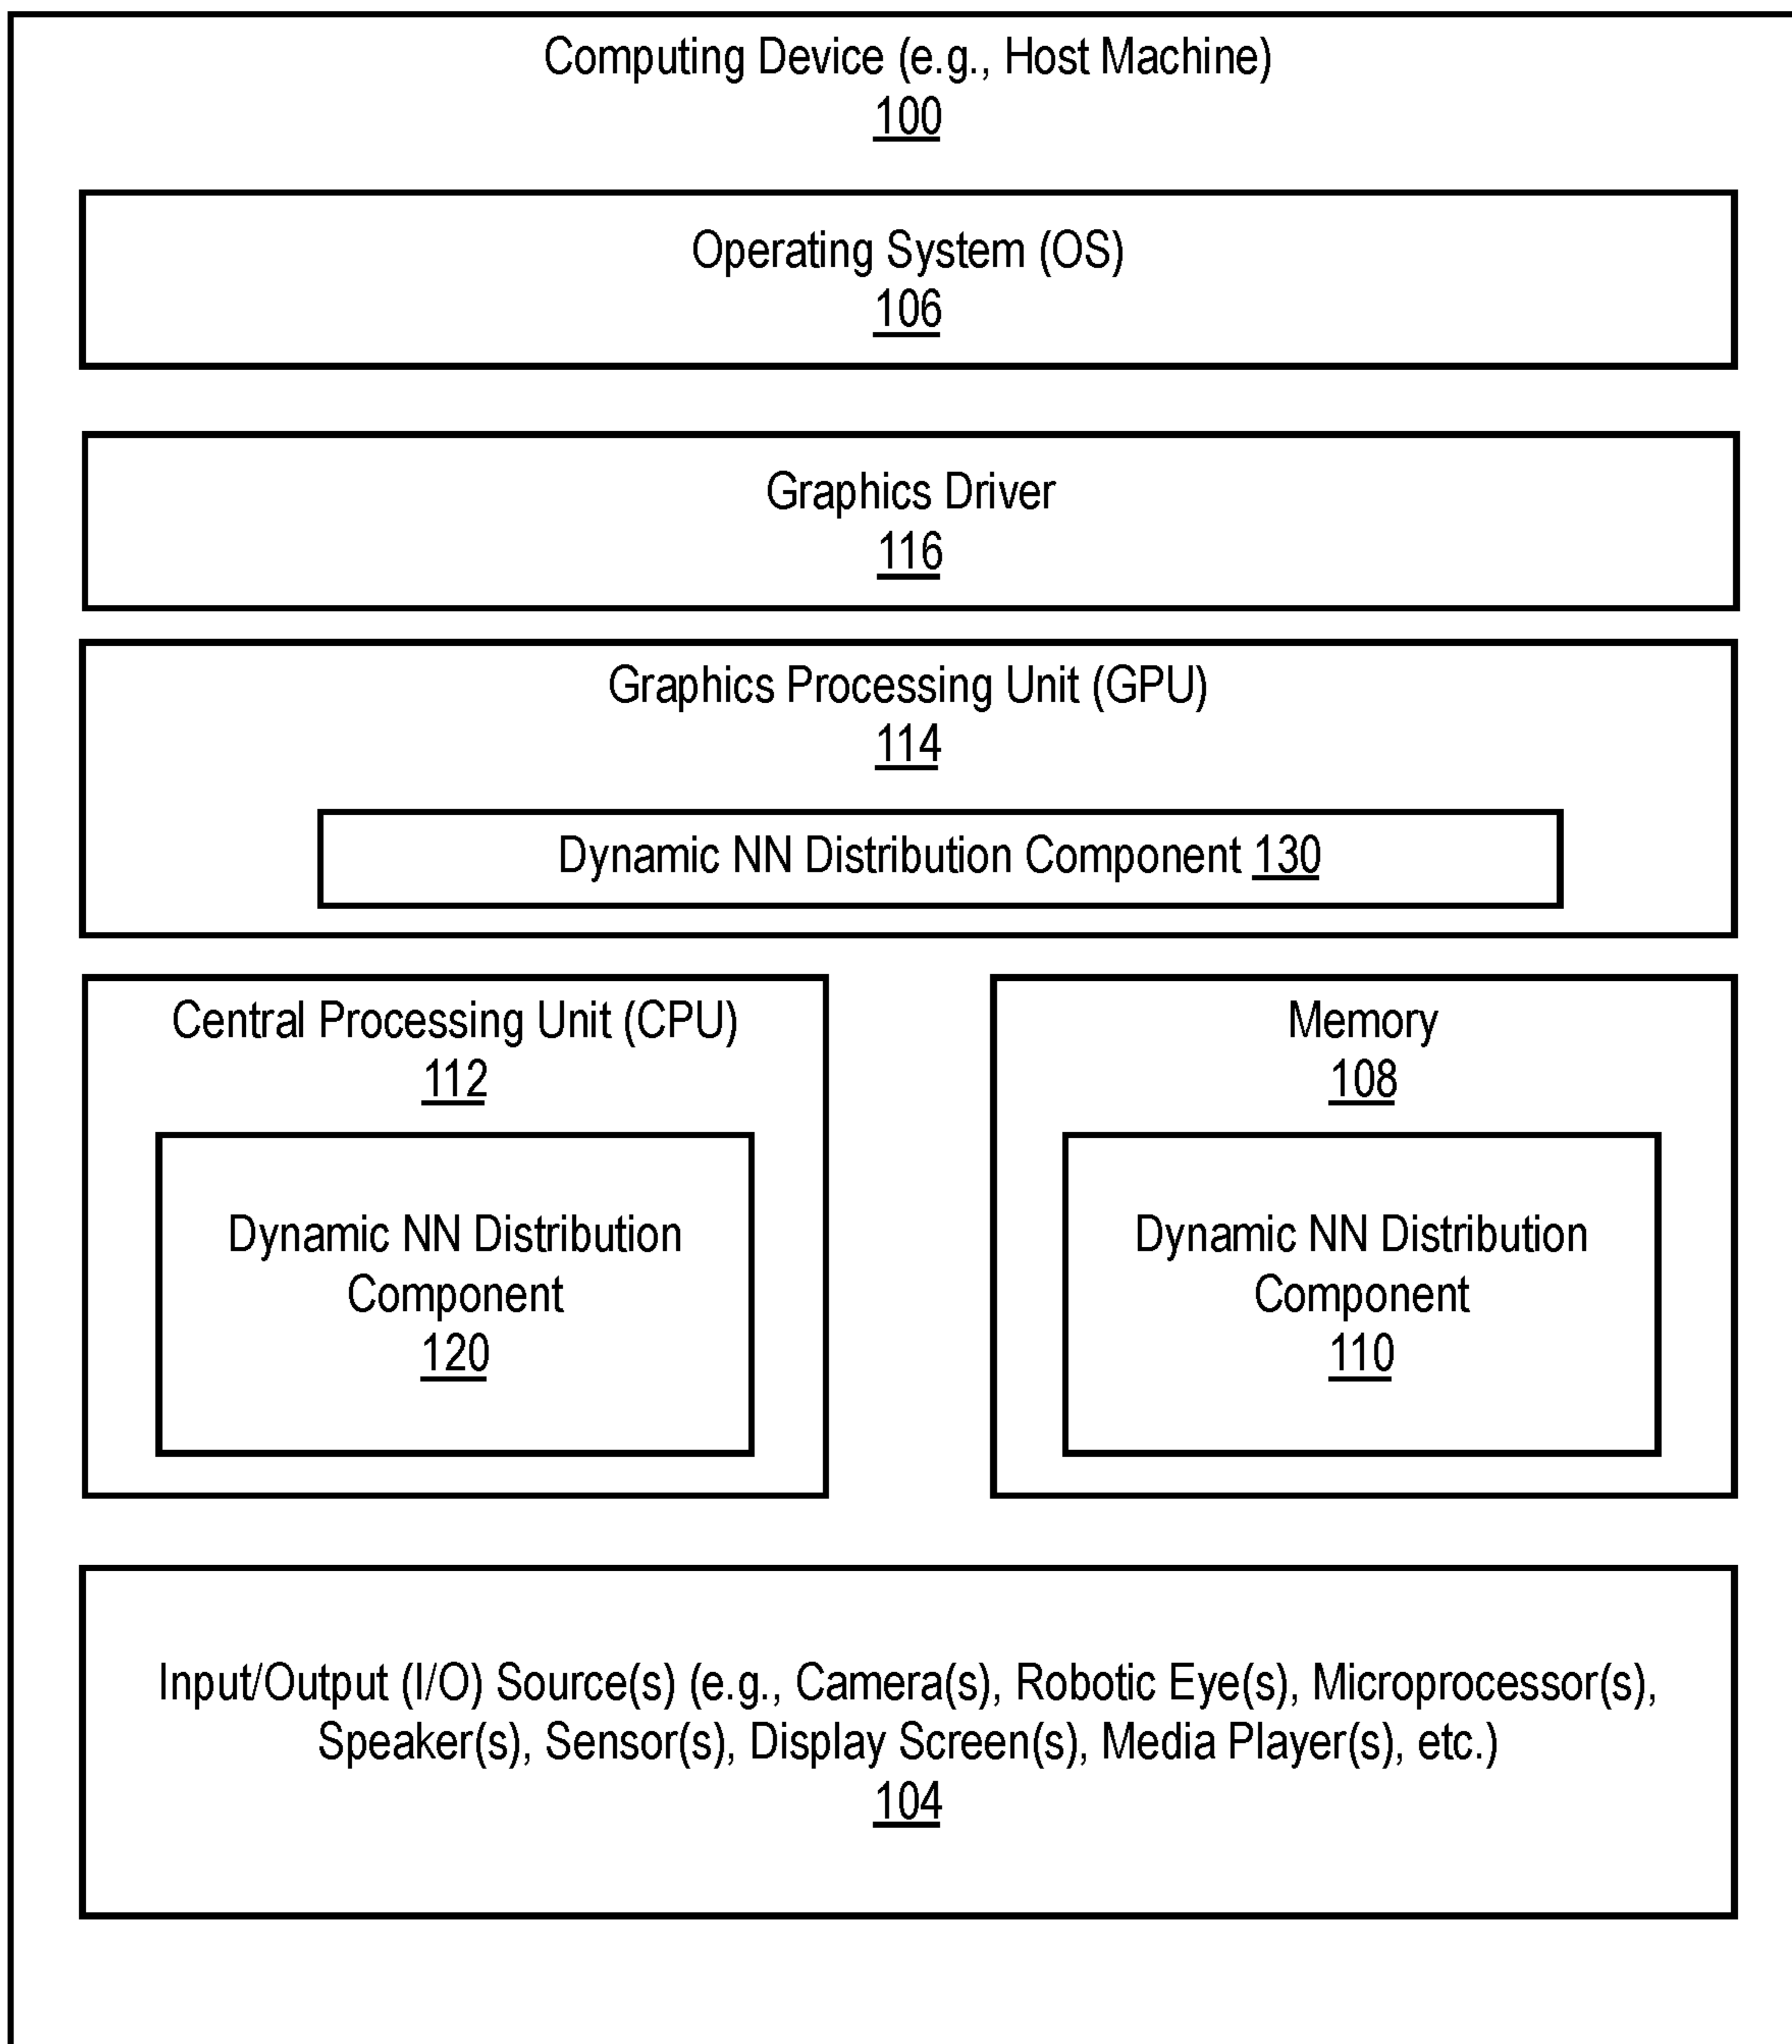 Computing Device (e.g., Host Machine)
100
Operating System (OS)
106
Graphics Driver
116
Graphics Processing Unit (GPU)
114
Dynamic NN Distribution Component 130
Central Processing Unit (CPU)
112
Dynamic NN Distribution
Component
120
Memory
108
Dynamic NN Distribution
Component
110
Input/Output (I/O) Source(s) (e.g., Camera(s), Robotic Eye(s), Microprocessor(s),
Speaker(s), Sensor(s), Display Screen(s), Media Player(s), etc.)
104